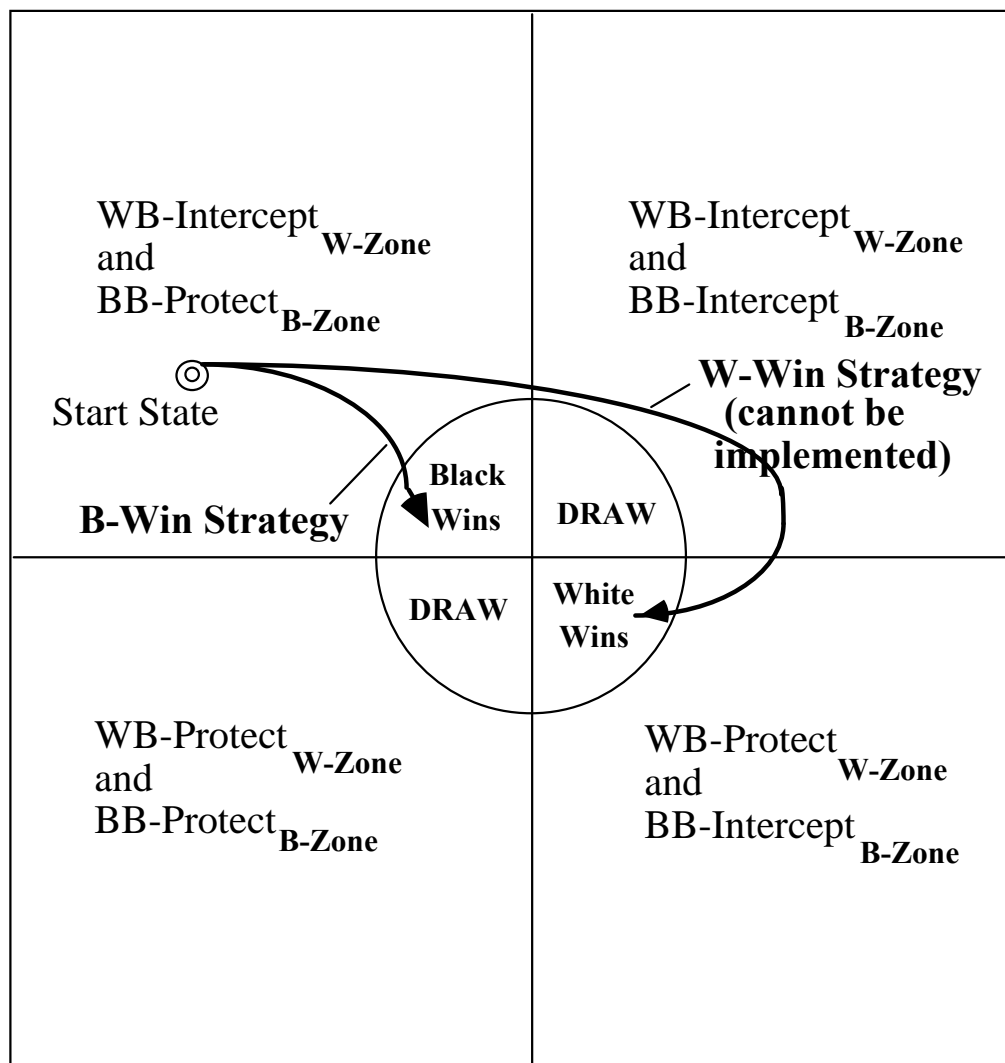 WB-Intercept W-Zone
and
BB-Protect B-Zone
WB-Intercept W-Zone
and
BB-Intercept B-Zone
Start State
W-Win Strategy
(cannot be
implemented)
B-Win Strategy
Black
Wins
DRAW
DRAW
White
Wins
WB-Protect W-Zone
and
BB-Protect B-Zone
WB-Protect W-Zone
and
BB-Intercept B-Zone